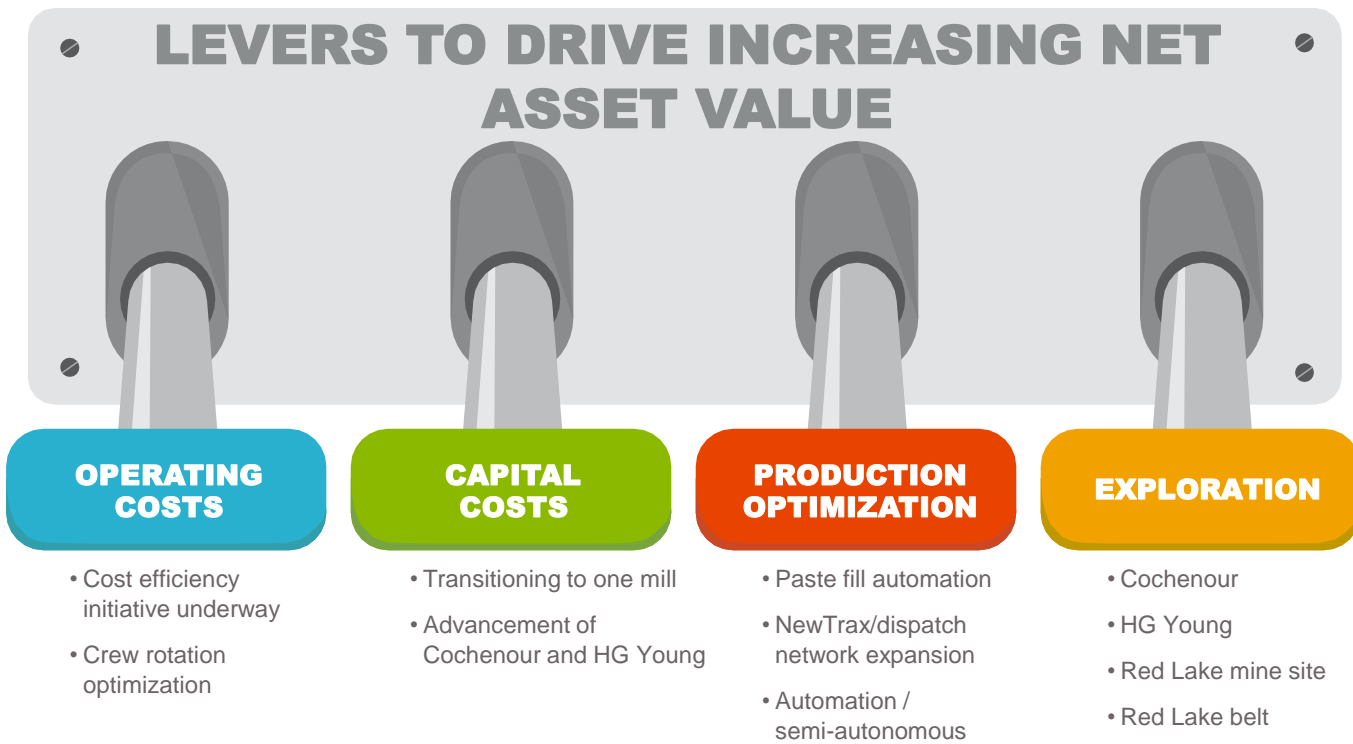 LEVERS TO DRIVE INCREASING NET
ASSET VALUE
OPERATING
COSTS
• Cost efficiency
initiative underway
• Crew rotation
optimization
CAPITAL
COSTS
• Transitioning to one mill
• Advancement of
Cochenour and HG Young
PRODUCTION
OPTIMIZATION
• Paste fill automation
• NewTrax/dispatch
network expansion
• Automation /
semi-autonomous
EXPLORATION
• Cochenour
• HG Young
• Red Lake mine site
• Red Lake belt